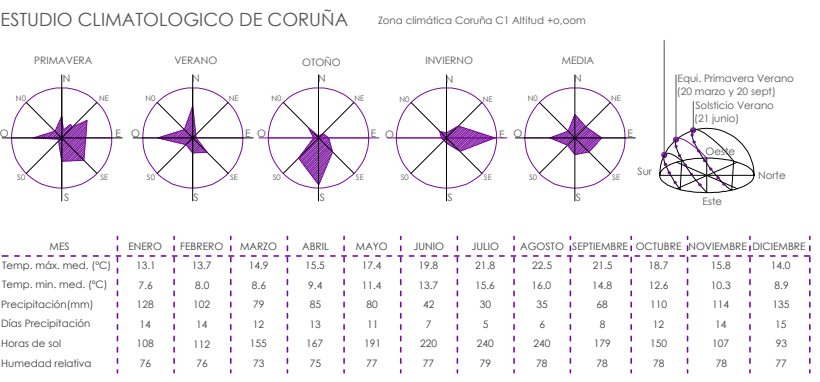 ESTUDIO CLIMATOLOGICO DE CORUÑA Zona climática Coruña C1 Altitud +o,oom
PRIMAVERA VERANO OTOÑO INVIERNO MEDIA
N N N N N
NO NE NO NE NO NE NO NE NO NE
O E O E O E O E O E
SO SE SO SE SO SE SO SE SO SE
S S S S S
Equi. Primavera Verano
(20 marzo y 20 sept)
Solsticio Verano
(21 junio)
Oeste
Sur Norte
Este
MES ENERO FEBRERO MARZO ABRIL MAYO JUNIO JULIO AGOSTO SEPTIEMBRE OCTUBRE NOVIEMBRE DICIEMBRE
Temp. máx. med. (ºC) 13.1 13.7 14.9 15.5 17.4 19.8 21.8 22.5 21.5 18.7 15.8 14.0
Temp. min. med. (ºC) 7.6 8.0 8.6 9.4 11.4 13.7 15.6 16.0 14.8 12.6 10.3 8.9
Precipitación(mm) 128 102 79 85 80 42 30 35 68 110 114 135
Días Precipitación 14 14 12 13 11 7 5 6 8 12 14 15
Horas de sol 108 112 155 167 191 220 240 240 179 150 107 93
Humedad relativa 76 76 73 75 77 77 79 78 78 78 78 77